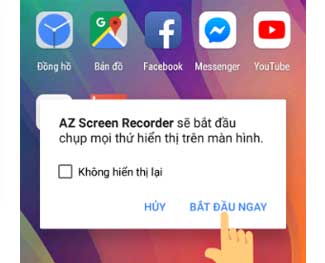 Đồng hồ Bản đồ Facebook Messenger YouTube
AZ Screen Recorder sẽ bắt đầu
chụp mọi thứ hiển thị trên màn hình.
Không hiển thị lại
HỦY BẮT ĐẦU NGAY